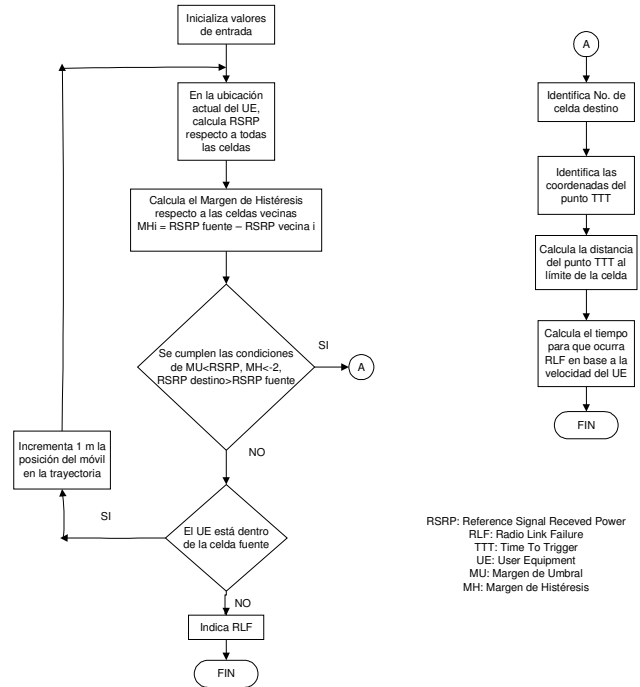 Inicializa valores
de entrada
En la ubicación
actual del UE,
calcula RSRP
respecto a todas
las celdas
Calcula el Margen de Histéresis
respecto a las celdas vecinas
MHi = RSRP fuente – RSRP vecina i
Se cumplen las condiciones
de MU<RSRP, MH<-2,
RSRP destino>RSRP fuente
SI
A
NO
Incrementa 1 m la
posición del móvil
en la trayectoria
SI
El UE está dentro
de la celda fuente
NO
Indica RLF
FIN
A
Identifica No. de
celda destino
Identifica las
coordenadas del
punto TTT
Calcula la distancia
del punto TTT al
límite de la celda
Calcula el tiempo
para que ocurra
RLF en base a la
velocidad del UE
FIN
RSRP: Reference Signal Receved Power
RLF: Radio Link Failure
TTT: Time To Trigger
UE: User Equipment
MU: Margen de Umbral
MH: Margen de Histéresis